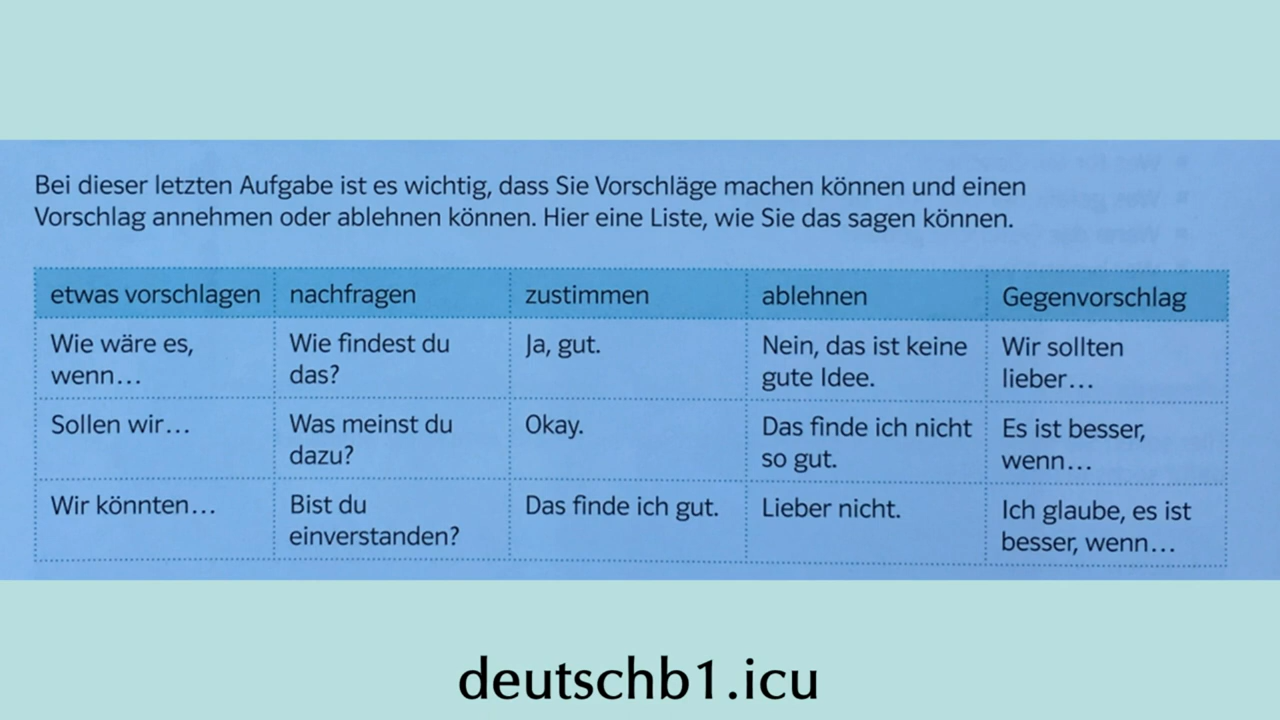 Bei dieser letzten Aufgabe ist es wichtig, dass Sie Vorschläge machen können und einen
Vorschlag annehmen oder ablehnen können. Hier eine Liste, wie Sie das sagen können.
etwas vorschlagen nachfragen zustimmen ablehnen Gegenvorschlag
Wie wäre es, Wie findest du Ja, gut. Nein, das ist keine Wir sollten
wenn… das? gute Idee. lieber…
Sollen wir… Was meinst du Okay. Das finde ich nicht Es ist besser,
dazu? so gut. wenn…
Wir könnten… Bist du Das finde ich gut. Lieber nicht. Ich glaube, es ist
einverstanden? besser, wenn…
deutschb1.icu